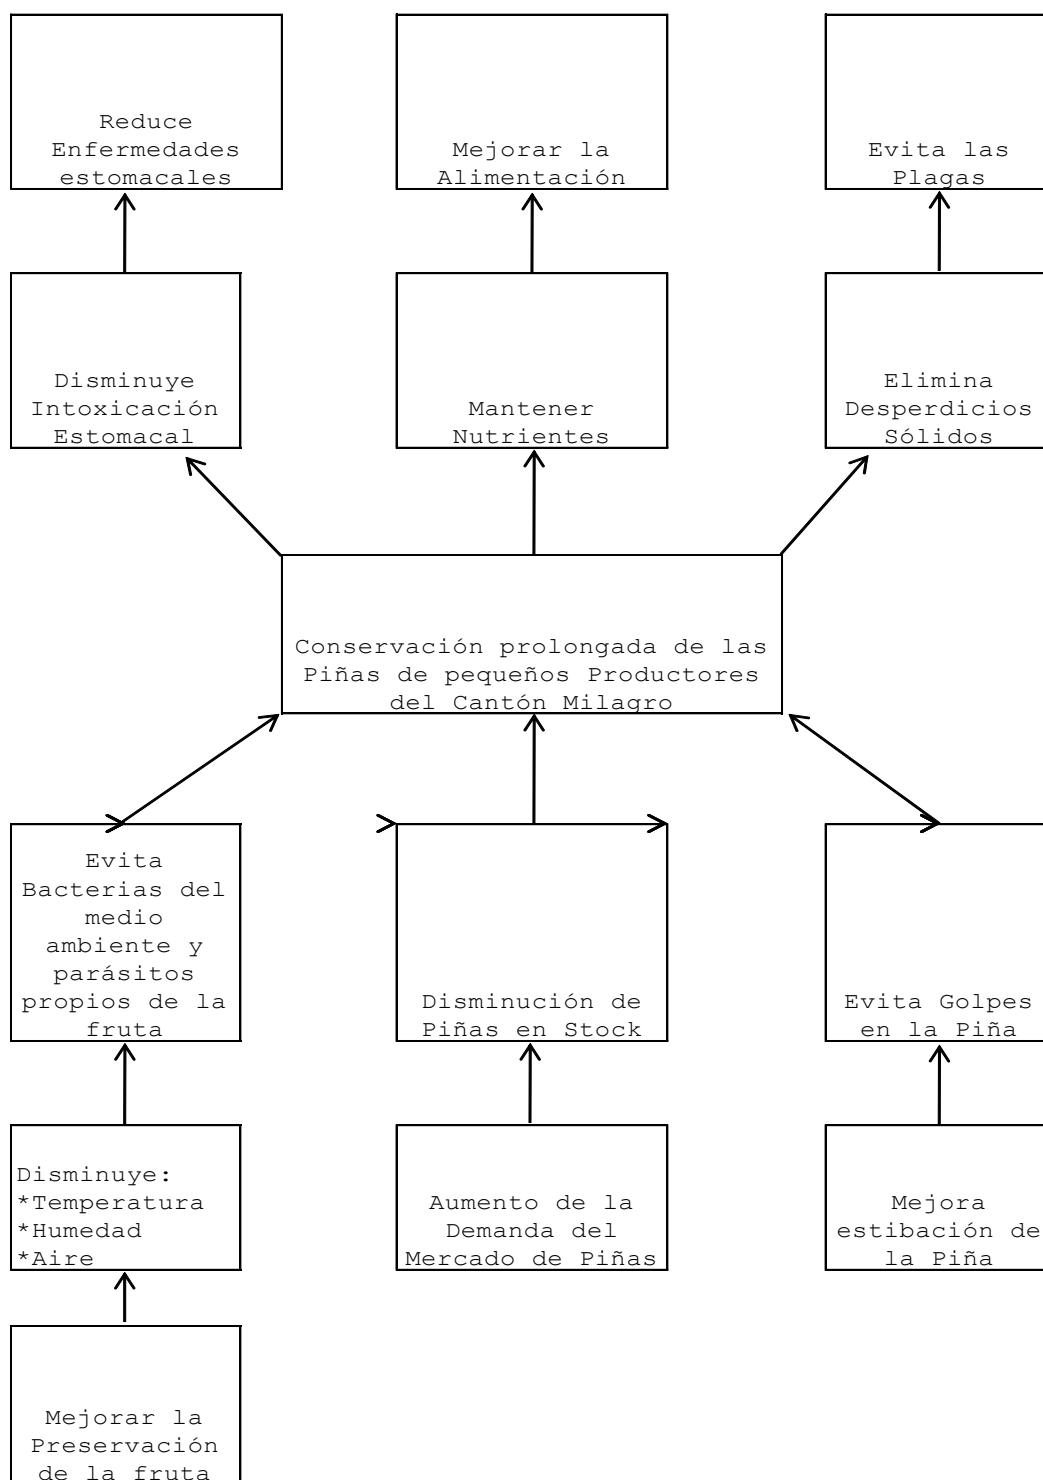 Reduce
Enfermedades
estomacales
Mejorar la
Alimentación
Evita las
Plagas
Disminuye
Intoxicación
Estomacal
Mantener
Nutrientes
Elimina
Desperdicios
Sólidos
Conservación prolongada de las
Piñas de pequeños Productores
del Cantón Milagro
Evita
Bacterias del
medio
ambiente y
parásitos
propios de la
fruta
Disminución de
Piñas en Stock
Evita Golpes
en la Piña
Disminuye:
*Temperatura
*Humedad
*Aire
Aumento de la
Demanda del
Mercado de Piñas
Mejora
estibación de
la Piña
Mejorar la
Preservación
de la fruta